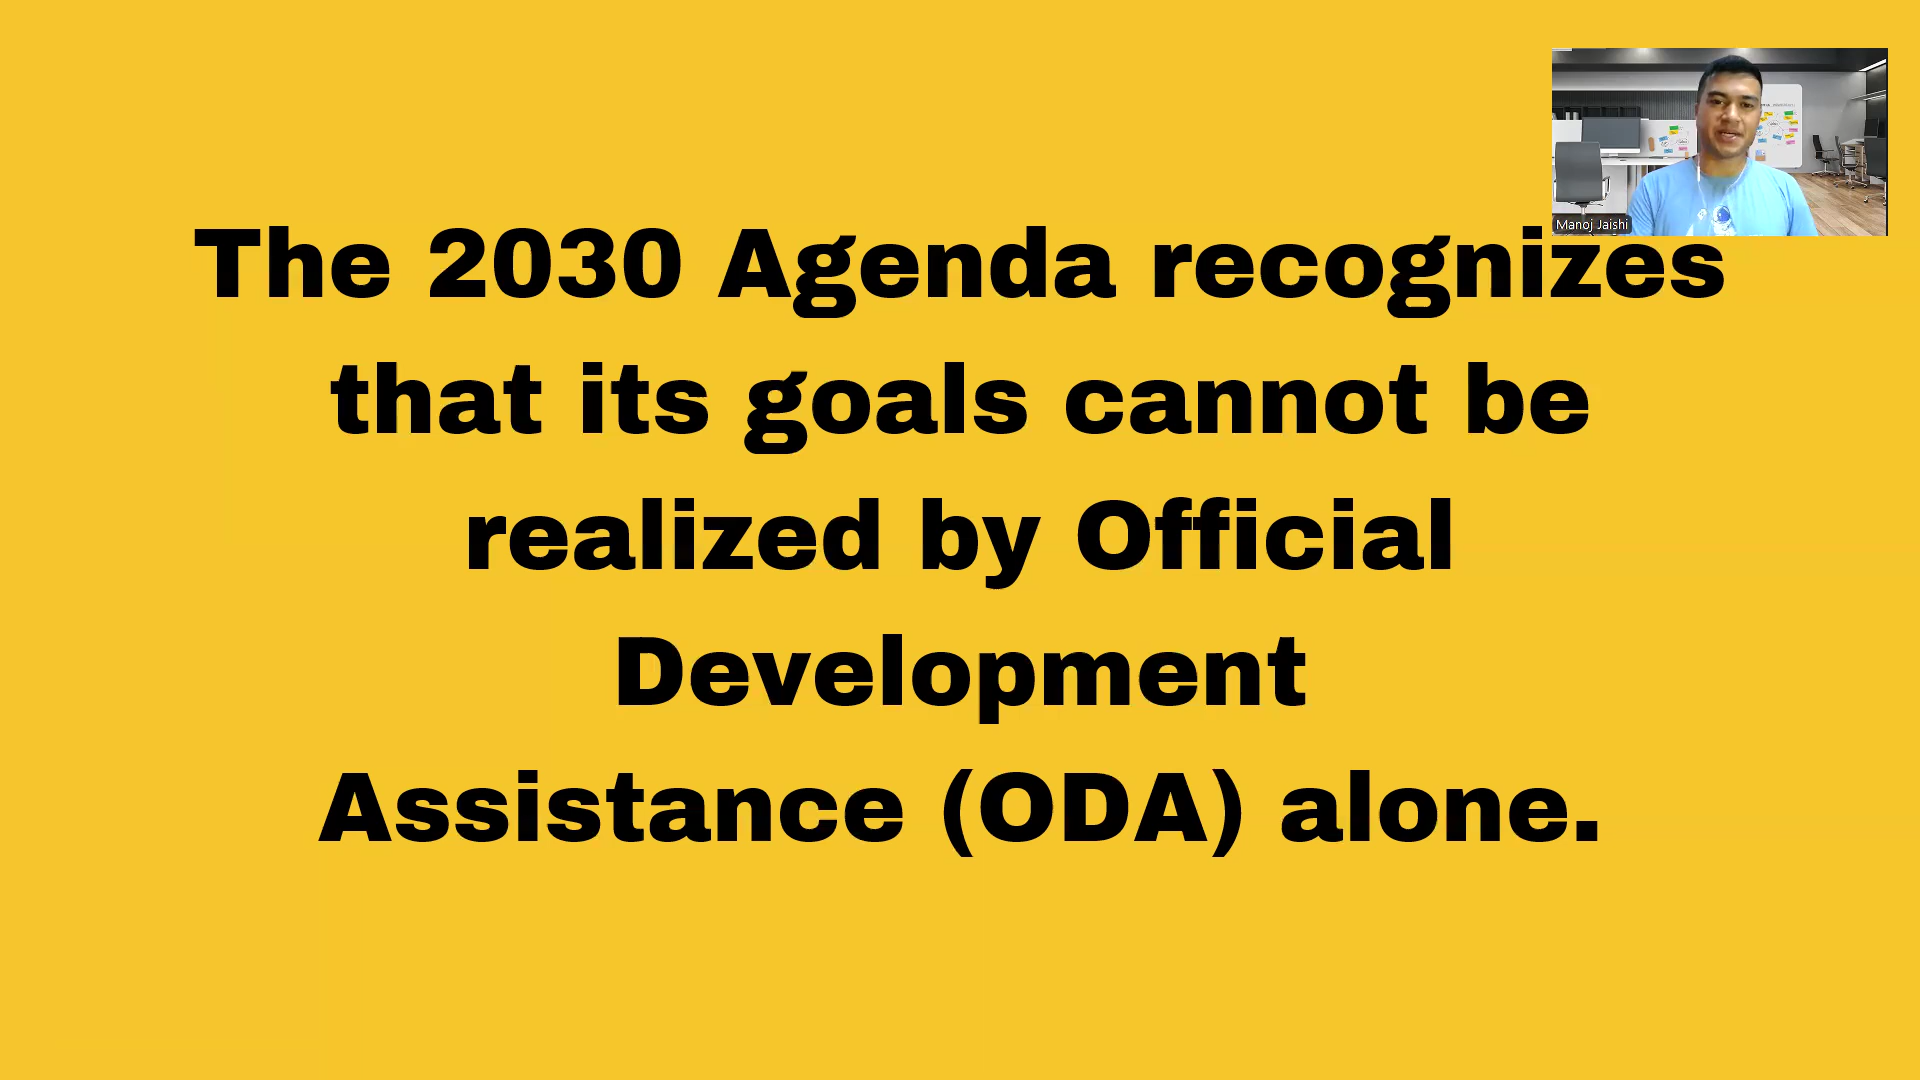 Manoj Jaishi
The 2030 Agenda recognizes
that its goals cannot be
realized by Official
Development
Assistance (ODA) alone.